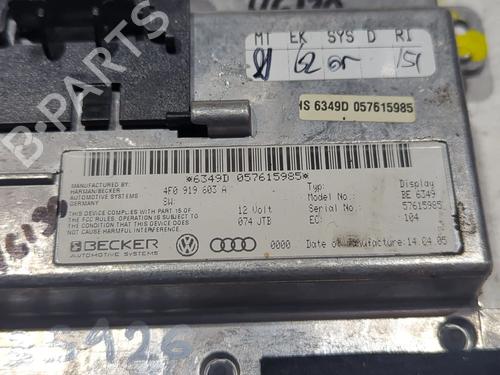 MT EK SYS D RI
HS 6349D 057615985
*6349D 057615985*
MANUFACTURED BY
HARMAN/BECKER
AUTOMOTIVE SYSTEMS
GERMANY
4F0 919 603 A
SW:
Typ: Display
Model No.: BE 6349
Serial No.: 57615985
EC: 104
THIS DEVICE COMPLIES WITH PART 15 OF
THE FCC RULES. OPERATION IS SUBJECT
TO THE CONDITION THAT THIS DEVICE DOES
NOT CAUSE HARMFUL INTERFERENCE
12 Volt
074 JTB
BECKER
AUTOMOTIVE SYSTEMS
0000 Date of Manufacture: 14.04.05
B-PARTS